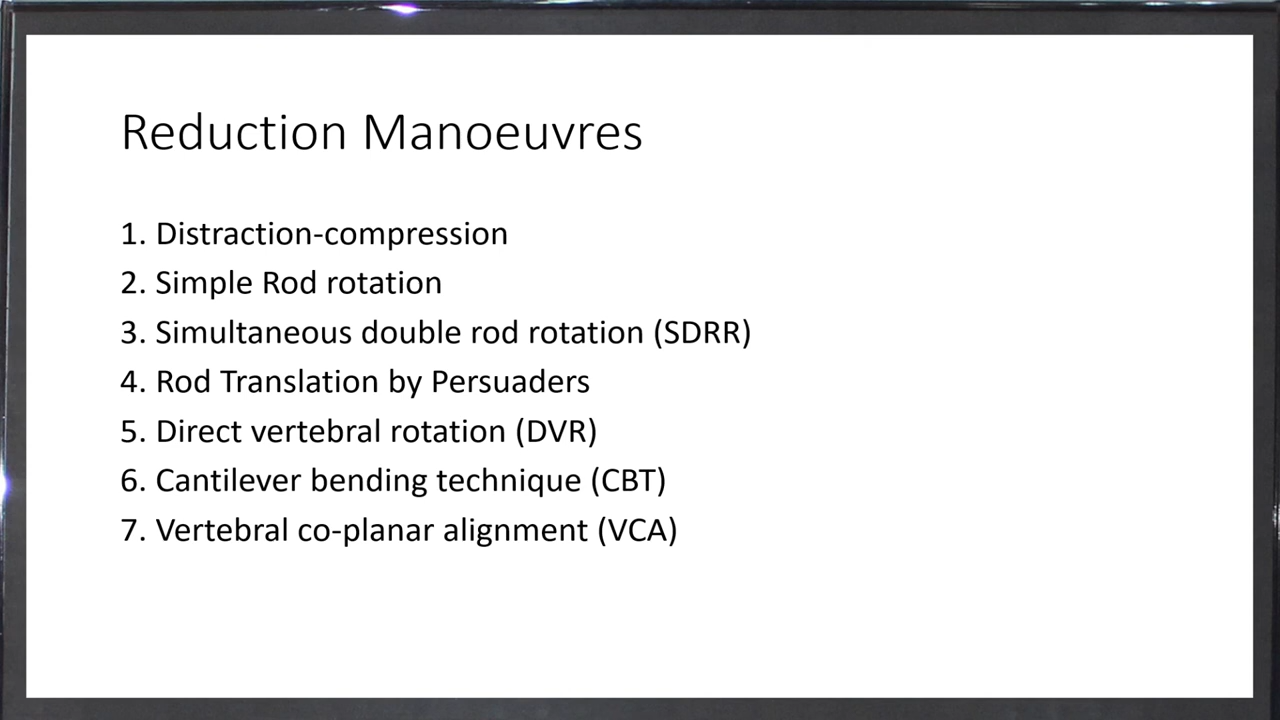 Reduction Manoeuvres
1. Distraction-compression
2. Simple Rod rotation
3. Simultaneous double rod rotation (SDRR)
4. Rod Translation by Persuaders
5. Direct vertebral rotation (DVR)
6. Cantilever bending technique (CBT)
7. Vertebral co-planar alignment (VCA)